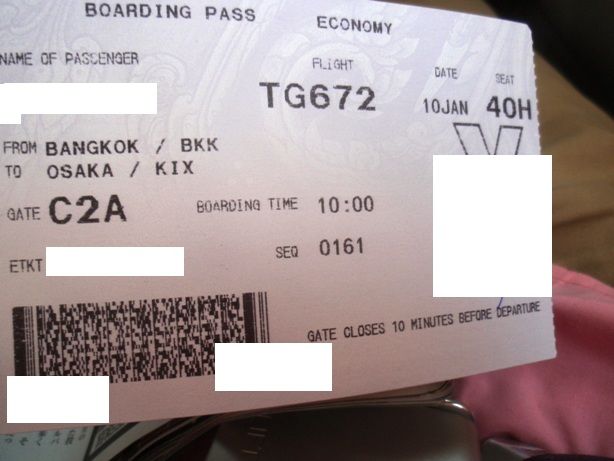 BOARDING PASS ECONOMY
NAME OF PASSENGER FLIGHT DATE SEAT
TG672 10JAN 40H
FROM BANGKOK / BKK
TO OSAKA / KIX
GATE C2A BOARDING TIME 10:00
ETKT SEQ 0161
GATE CLOSES 10 MINUTES BEFORE DEPARTURE